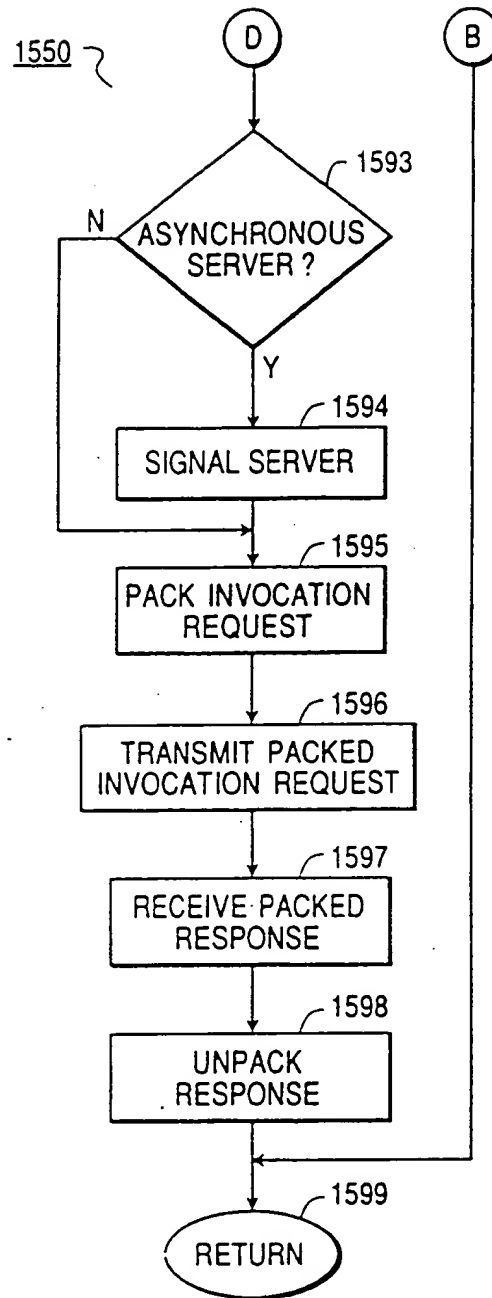 D
B
1550
1593
N
ASYNCHRONOUS
SERVER?
Y
1594
SIGNAL SERVER
1595
PACK INVOCATION
REQUEST
1596
TRANSMIT PACKED
INVOCATION REQUEST
1597
RECEIVE PACKED
RESPONSE
1598
UNPACK
RESPONSE
1599
RETURN